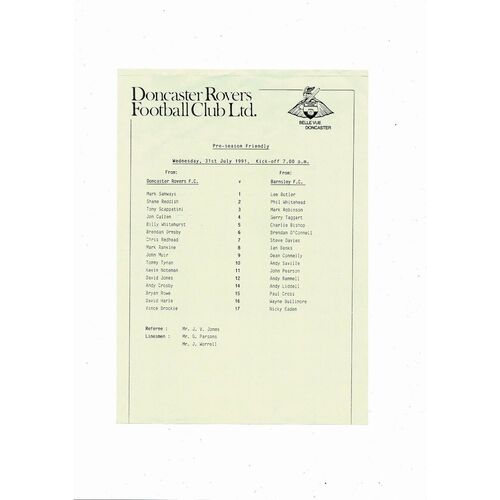 Doncaster Rovers
Football Club Ltd.
BELLE VUE
DONCASTER
Pre-season Friendly
Wednesday, 31st July 1991, Kick-off 7.00 p.m.
From: From:
Doncaster Rovers F.C. v Barnsley F.C.
Mark Samways 1 Lee Butler
Shane Reddish 2 Phil Whitehead
Tony Scappatini 3 Mark Robinson
Jon Cullen 4 Gerry Taggart
Billy Whitehurst 5 Charlie Bishop
Brendan Ormsby 6 Brendan O'Connell
Chris Redhead 7 Steve Davies
Mark Rankine 8 Ian Banks
John Muir 9 Dean Connelly
Tommy Tynan 10 Andy Saville
Kevin Noteman 11 John Pearson
David Jones 12 Andy Rammell
Andy Crosby 14 Andy Liddell
Bryan Rowe 15 Paul Cross
David Harle 16 Wayne Bullimore
Vince Brockie 17 Nicky Eaden
Referee : Mr. J. V. Jones
Linesmen : Mr. G. Parsons
Mr. J. Worrell